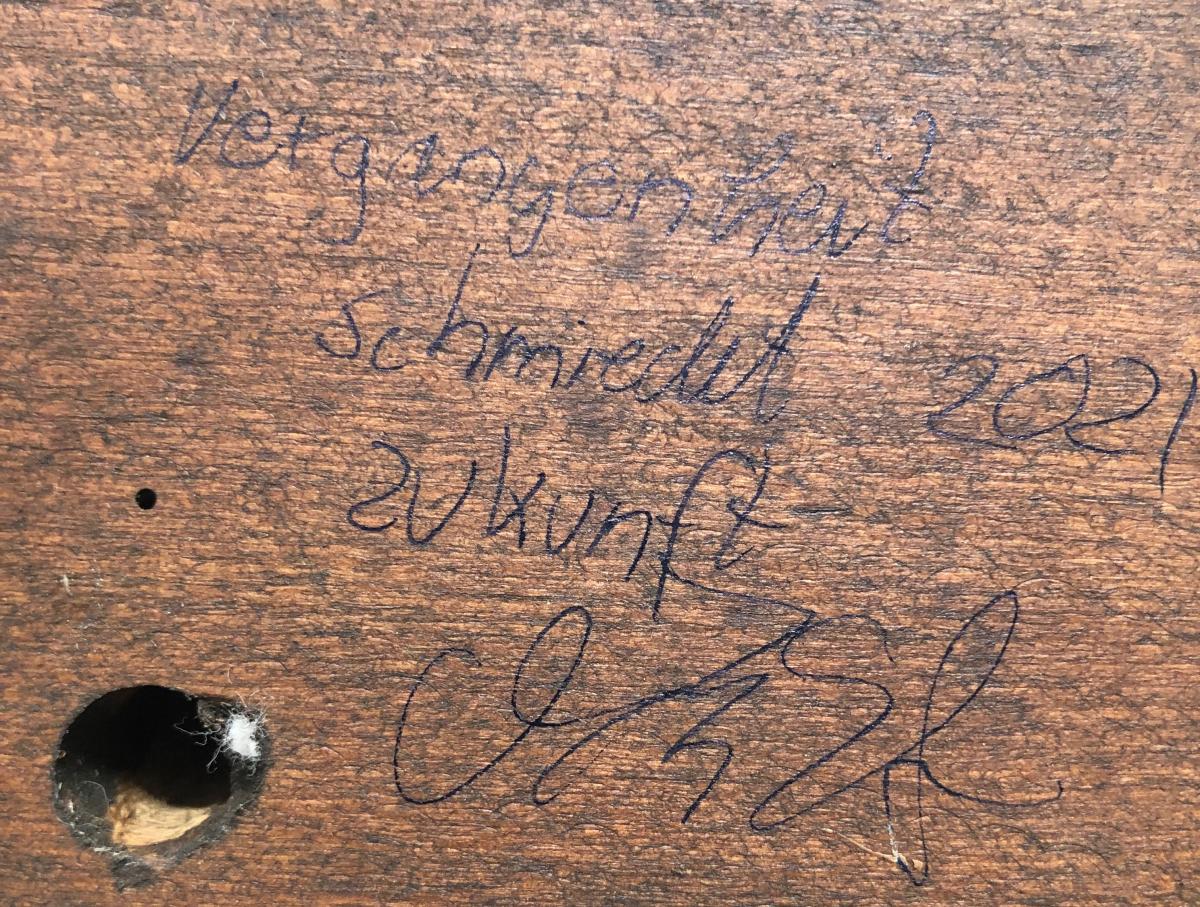 Vergangenheit
schmiedet
2021
zukunft